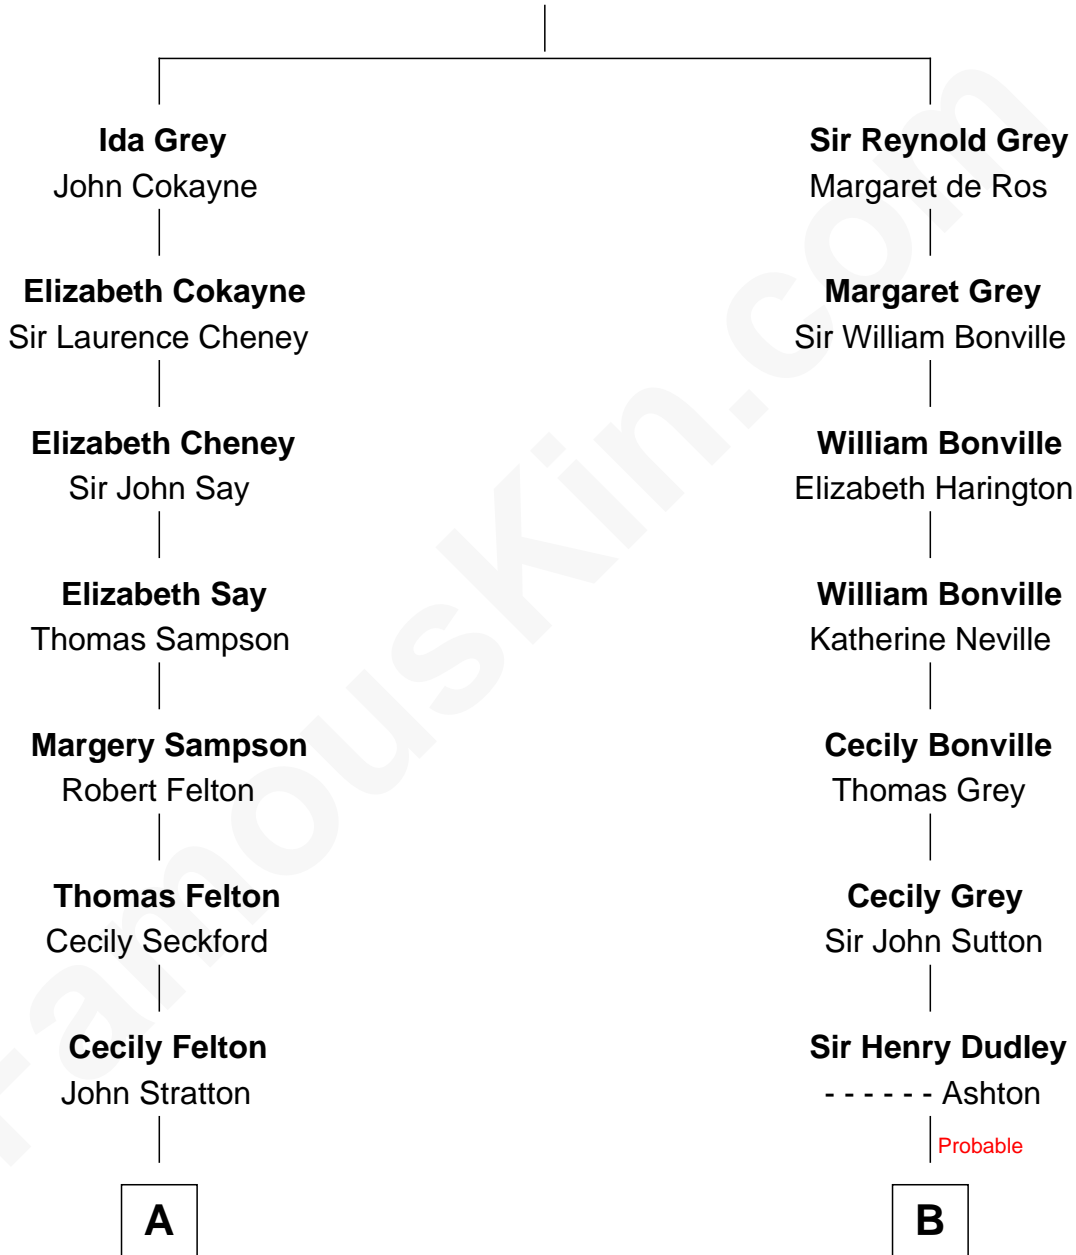 Ida Grey
John Cokayne
Elizabeth Cokayne
Sir Laurence Cheney
Elizabeth Cheney
Sir John Say
Elizabeth Say
Thomas Sampson
Margery Sampson
Robert Felton
Thomas Felton
Cecily Seckford
Cecily Felton
John Stratton
A
Sir Reynold Grey
Margaret de Ros
Margaret Grey
Sir William Bonville
William Bonville
Elizabeth Harington
William Bonville
Katherine Neville
Cecily Bonville
Thomas Grey
Cecily Grey
Sir John Sutton
Sir Henry Dudley
- - - - - - Ashton
Probable
B
FamousKin.com